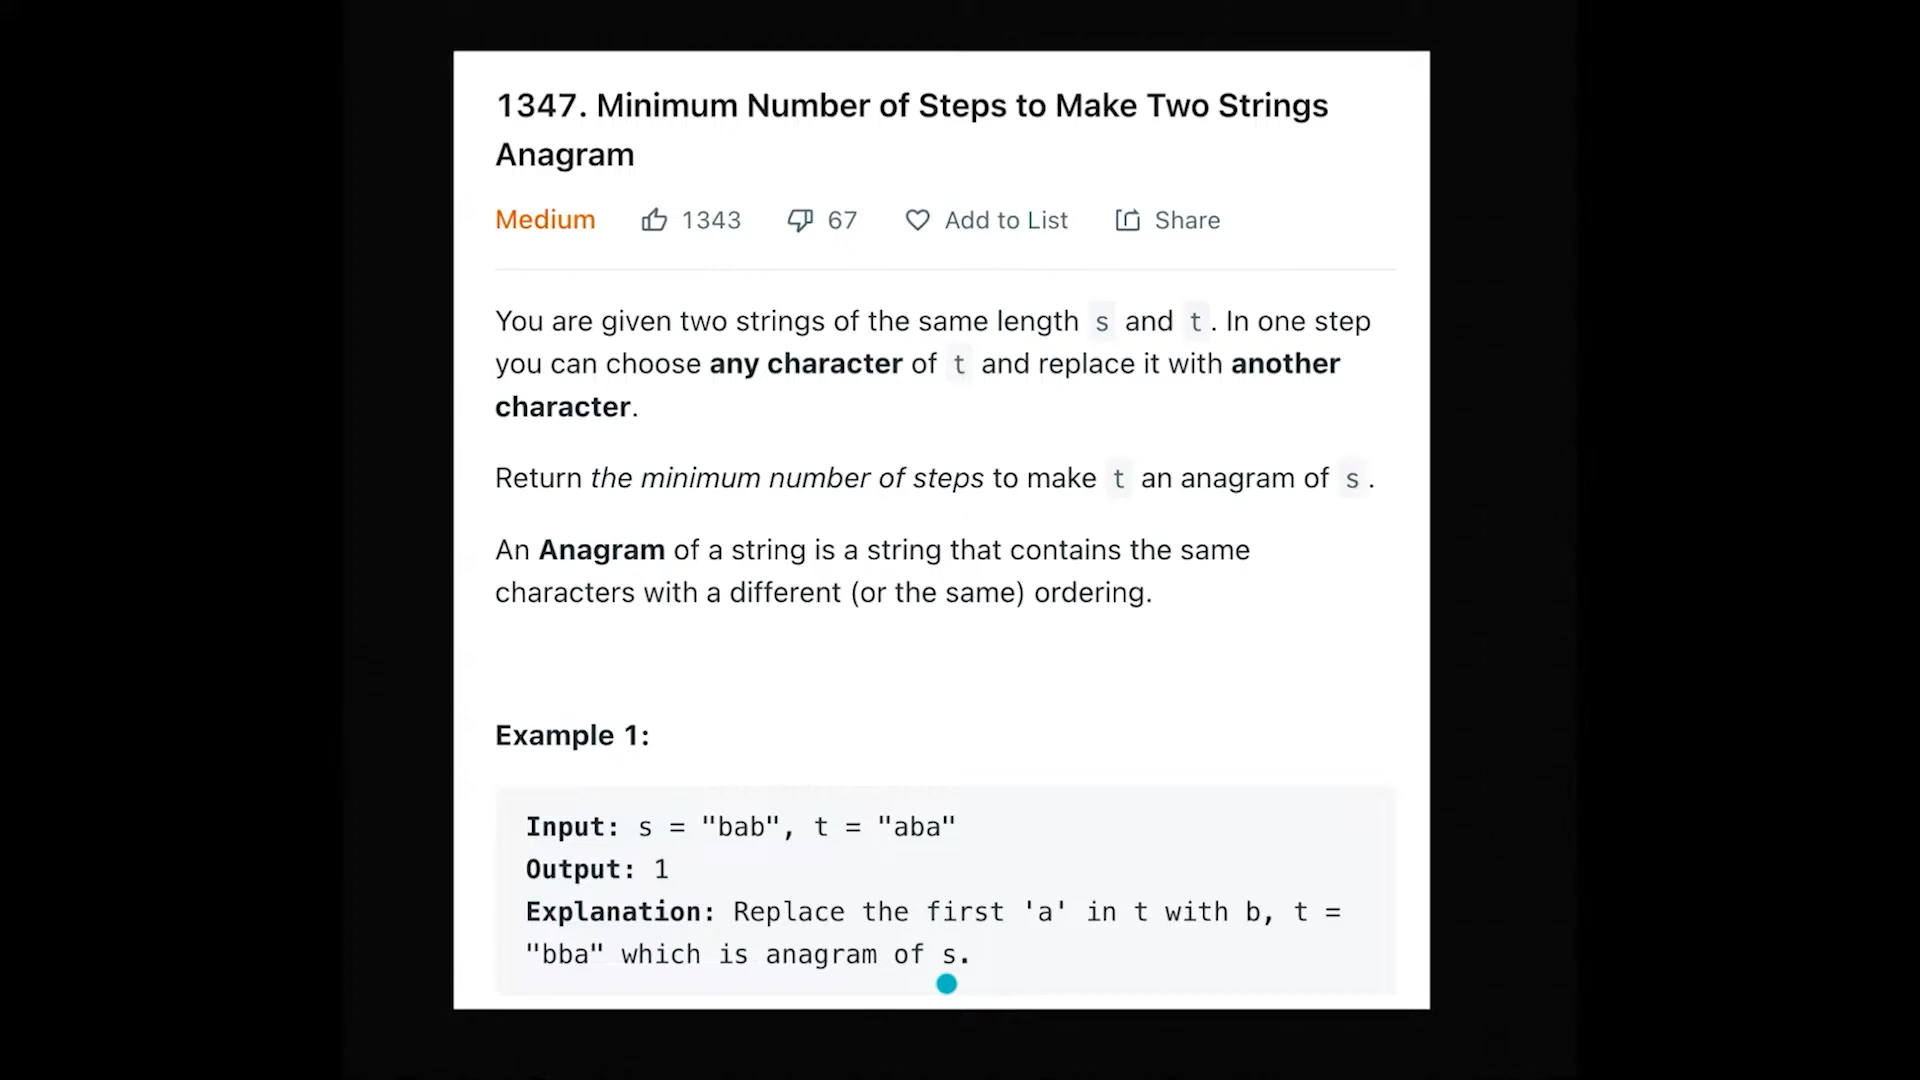 1347. Minimum Number of Steps to Make Two Strings
Anagram
Medium 1343 67 Add to List Share
You are given two strings of the same length s and t. In one step
you can choose any character of t and replace it with another
character.
Return the minimum number of steps to make t an anagram of s.
An Anagram of a string is a string that contains the same
characters with a different (or the same) ordering.
Example 1:
Input: s = "bab", t = "aba"
Output: 1
Explanation: Replace the first 'a' in t with b, t =
"bba" which is anagram of s.